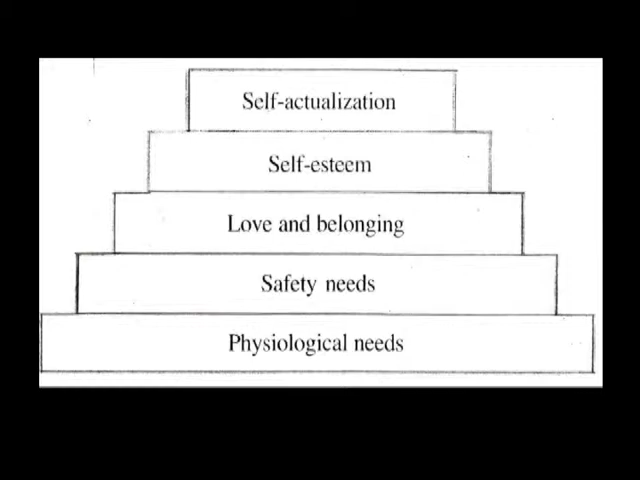 Self-actualization
Self-esteem
Love and belonging
Safety needs
Physiological needs